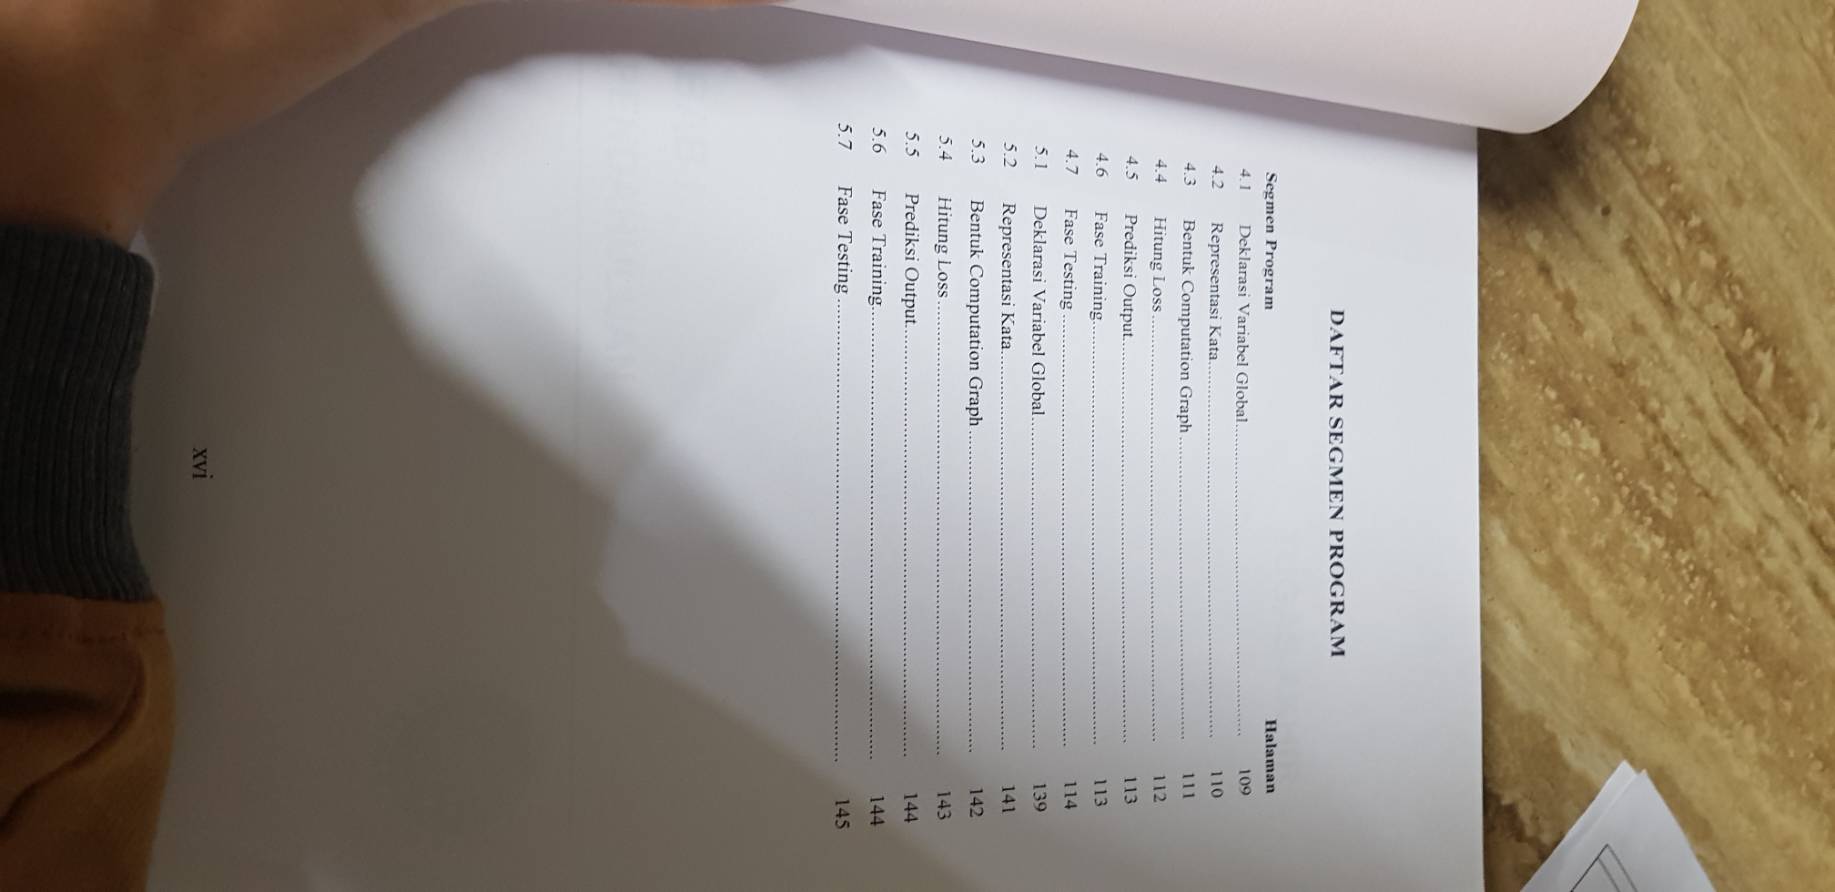 DAFTAR SEGMEN PROGRAM
Segmen Program Halaman
4.1 Deklarasi Variabel Global 109
4.2 Representasi Kata 110
4.3 Bentuk Computation Graph 111
4.4 Hitung Loss 112
4.5 Prediksi Output 113
4.6 Fase Training 113
4.7 Fase Testing 114
5.1 Deklarasi Variabel Global 139
5.2 Representasi Kata 141
5.3 Bentuk Computation Graph 142
5.4 Hitung Loss 143
5.5 Prediksi Output 144
5.6 Fase Training 144
5.7 Fase Testing 145
xvi